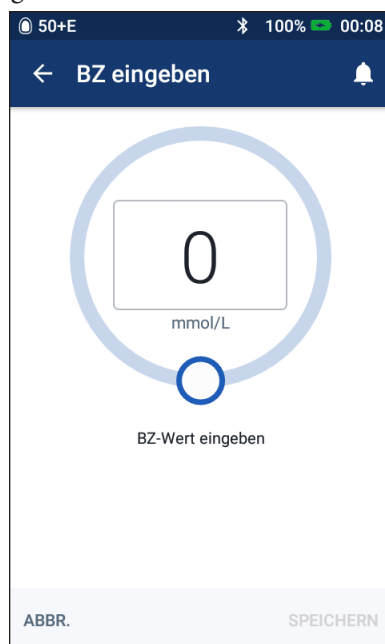 50+E 100% 00:08
BZ eingeben
0
mmol/L
BZ-Wert eingeben
ABBR. SPEICHERN